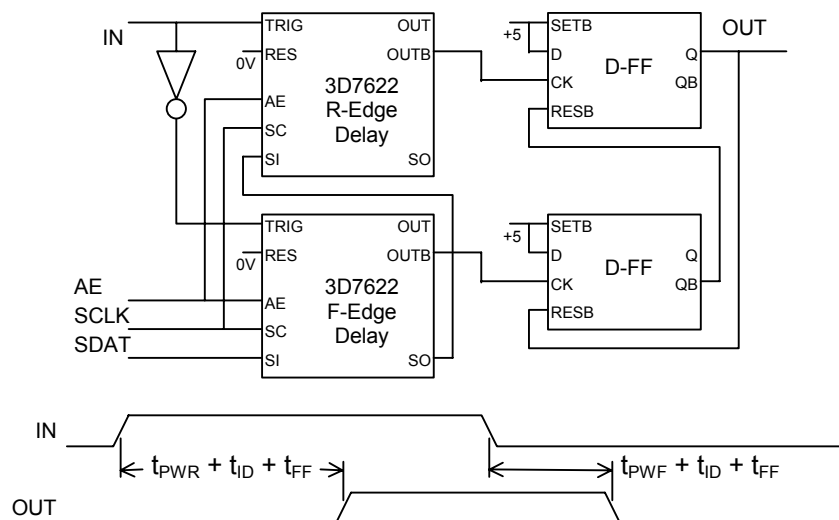 IN
TRIG
OUT
RES
OUTB
0V
3D7622
R-Edge
Delay
AE
SC
SI
SO
SETB
+5
D
Q
D-FF
CK
QB
RESB
OUT
TRIG
OUT
RES
OUTB
0V
3D7622
F-Edge
Delay
AE
SC
SI
SO
SETB
+5
D
Q
D-FF
CK
QB
RESB
AE
SCLK
SDAT
IN
tPWR + tID + tFF
tPWF + tID + tFF
OUT